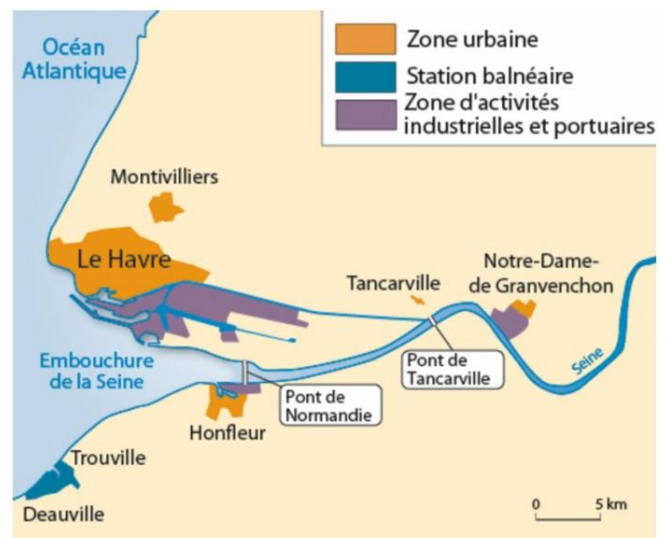 Océan
Atlantique
Zone urbaine
Station balnéaire
Zone d'activités
industrielles et portuaires
Montivilliers
Le Havre
Tancarville
Notre-Dame-
de Granvenchon
Embouchure
de la Seine
Pont de
Tancarville
Seine
Pont de
Normandie
Honfleur
Trouville
Deauville
0 5 km